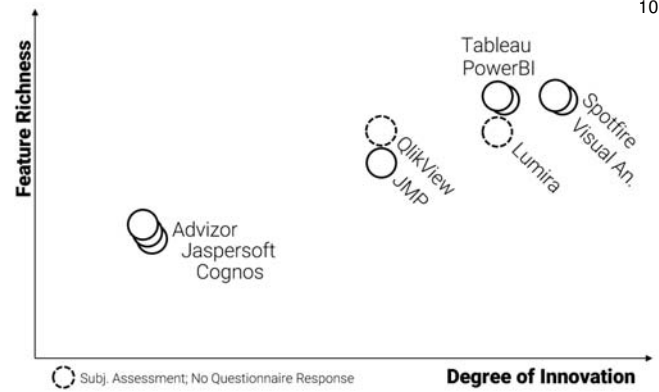 10
Feature Richness
Tableau
PowerBI
Spotfire
Visual An.
QlikView
Lumira
JMP
Advizor
Jaspersoft
Cognos
Subj. Assessment; No Questionnaire Response
Degree of Innovation